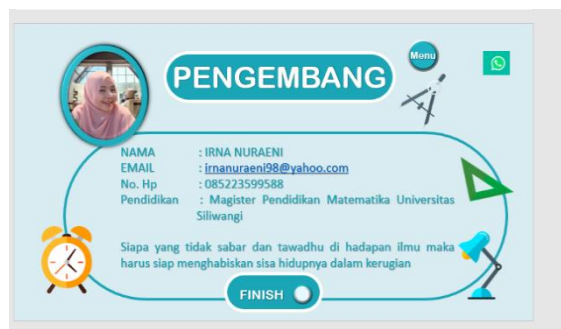 PENGEMBANG
Menu
NAMA : IRNA NURAENI
EMAIL : irnanuraeni98@yahoo.com
No. Hp : 085223599588
Pendidikan : Magister Pendidikan Matematika Universitas
Siliwangi
Siapa yang tidak sabar dan tawadhu di hadapan ilmu maka
harus siap menghabiskan sisa hidupnya dalam kerugian
FINISH